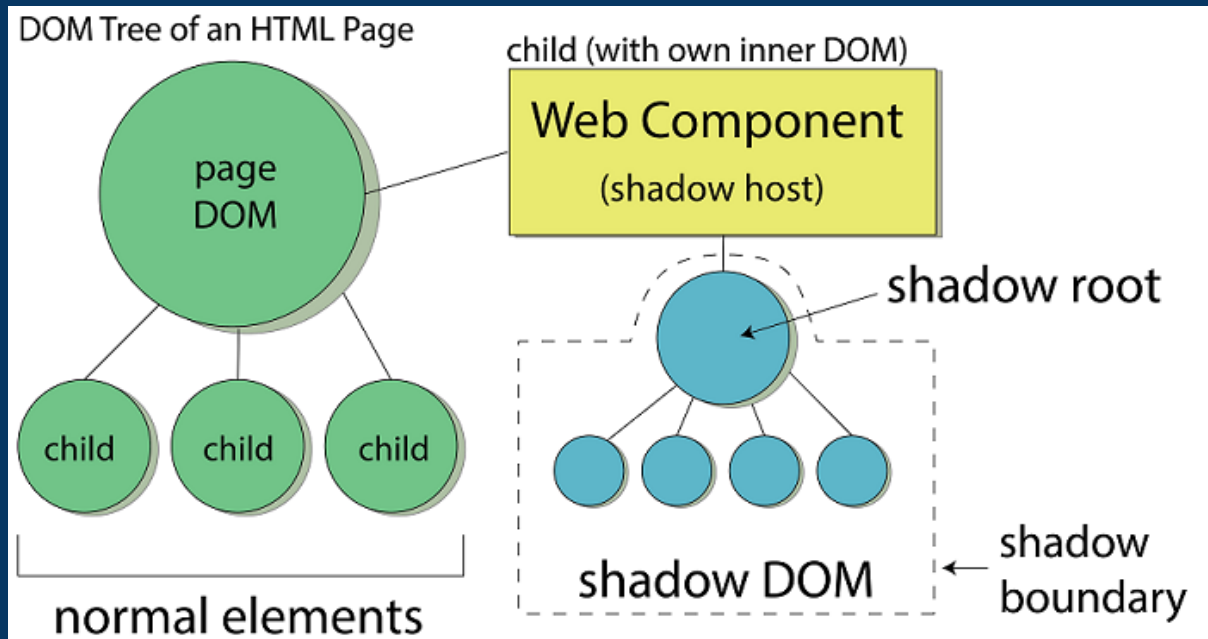 DOM Tree of an HTML Page
child (with own inner DOM)
Web Component
(shadow host)
page
DOM
shadow root
child
child
child
shadow DOM
shadow
boundary
normal elements